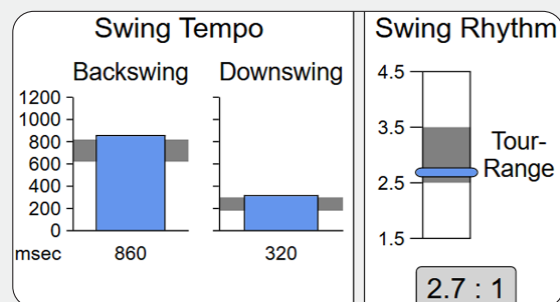 Swing Tempo
Backswing
Downswing
1200
1000
800
600
400
200
0
msec
860
320
Swing Rhythm
4.5
3.5
2.5
1.5
Tour-
Range
2.7 : 1